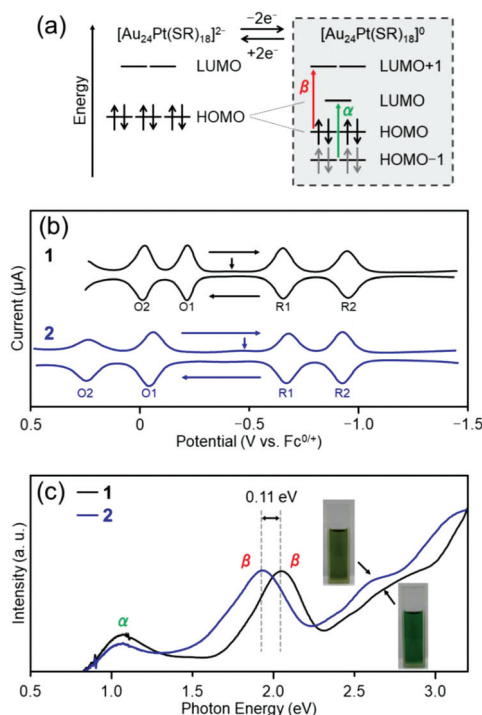 (a)
−2e⁻
[Au₂₄Pt(SR)₁₈]²⁻ [Au₂₄Pt(SR)₁₈]⁰
+2e⁻
Energy
LUMO LUMO+1
β
LUMO
α
HOMO HOMO
HOMO−1
(b)
1
O2 O1 R1 R2
2
O2 O1 R1 R2
Current (μA)
0.5 0 −0.5 −1.0 −1.5
Potential (V vs. Fc⁰/⁺)
(c)
1
2
0.11 eV
β β
α
Intensity (a. u.)
0.5 1.0 1.5 2.0 2.5 3.0
Photon Energy (eV)